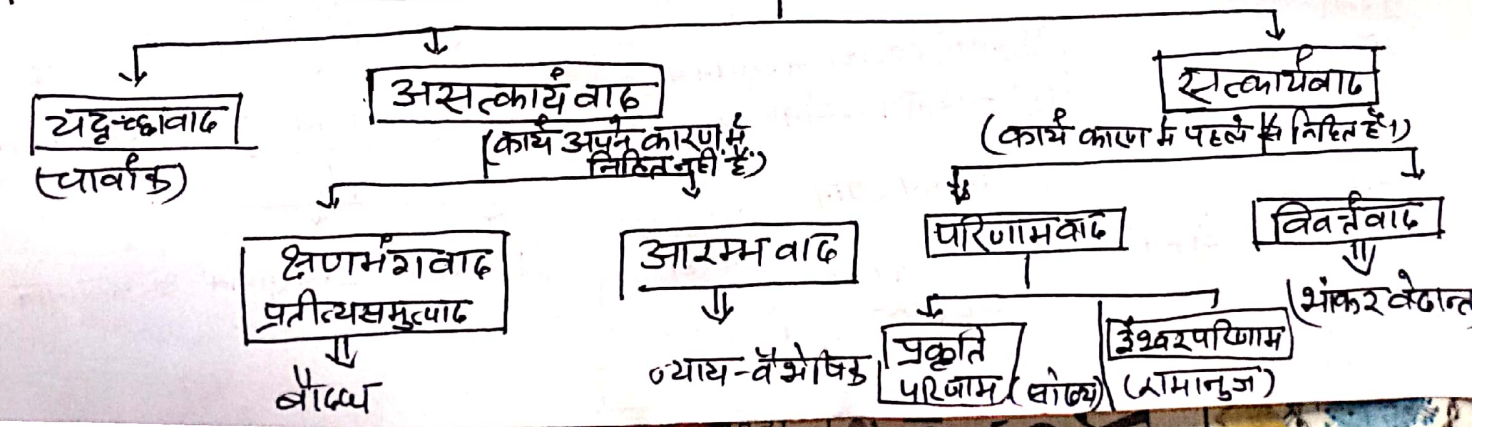 यदृच्छावाद
(चार्वाक)
असत्कार्यवाद
(कार्य अपने कारण में
निहित नहीं है)
सत्कार्यवाद
(कार्य कारण में पहले से निहित है।)
क्षणभंगवाद
प्रतीत्यसमुत्पाद
बौद्ध
आरम्भवाद
न्याय-वैशेषिक
परिणामवाद
प्रकृति
परिणाम (सांख्य)
ईश्वरपरिणाम
(रामानुज)
विवर्त्तवाद
(शांकर वेदान्त